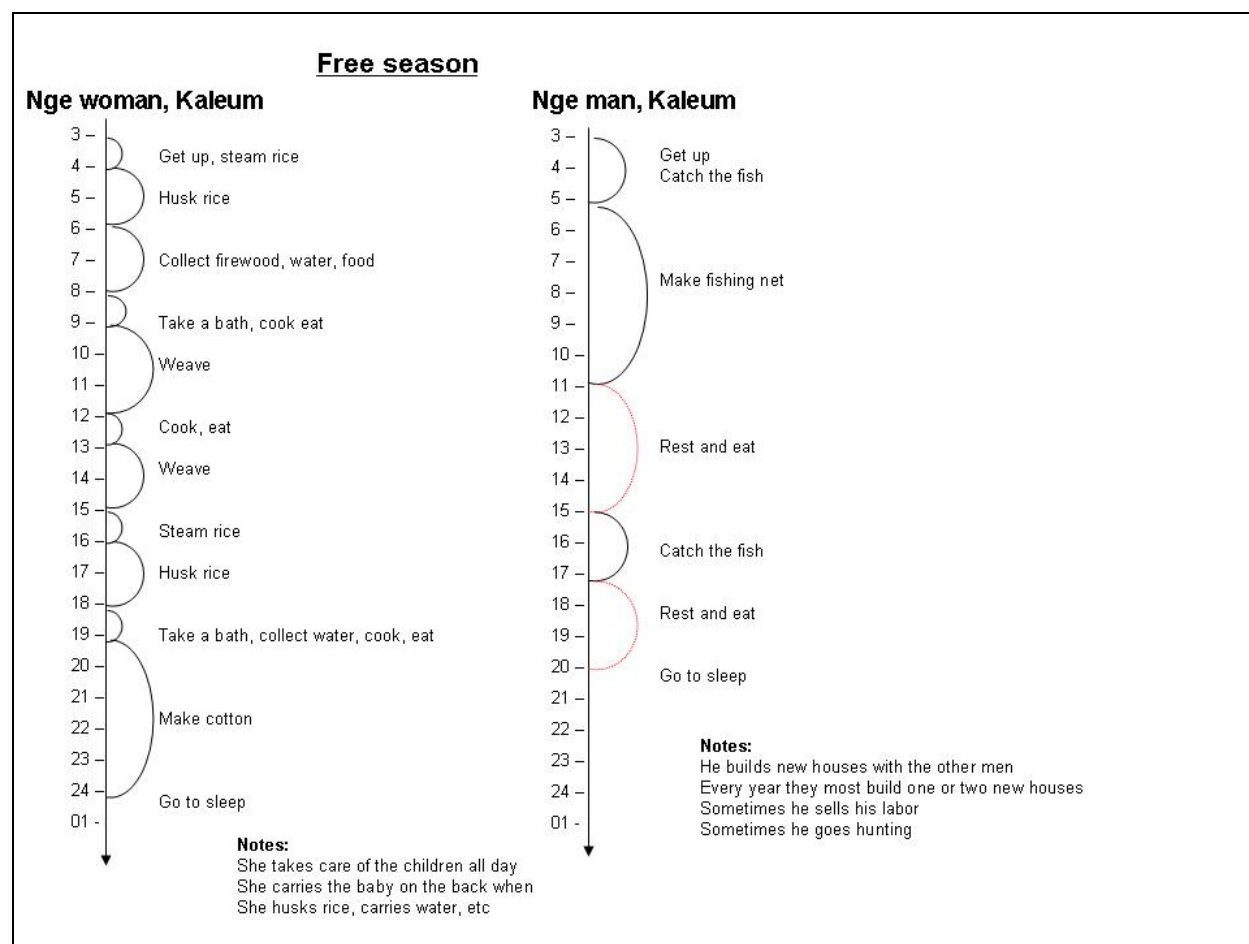 Free season
Nge woman, Kaleum
3 –
4 –
5 –
6 –
7 –
8 –
9 –
10 –
11 –
12 –
13 –
14 –
15 –
16 –
17 –
18 –
19 –
20 –
21 –
22 –
23 –
24 –
01 -
Get up, steam rice
Husk rice
Collect firewood, water, food
Take a bath, cook eat
Weave
Cook, eat
Weave
Steam rice
Husk rice
Take a bath, collect water, cook, eat
Make cotton
Go to sleep
Notes:
She takes care of the children all day
She carries the baby on the back when
She husks rice, carries water, etc
Nge man, Kaleum
3 –
4 –
5 –
6 –
7 –
8 –
9 –
10 –
11 –
12 –
13 –
14 –
15 –
16 –
17 –
18 –
19 –
20 –
21 –
22 –
23 –
24 –
01 -
Get up
Catch the fish
Make fishing net
Rest and eat
Catch the fish
Rest and eat
Go to sleep
Notes:
He builds new houses with the other men
Every year they most build one or two new houses
Sometimes he sells his labor
Sometimes he goes hunting